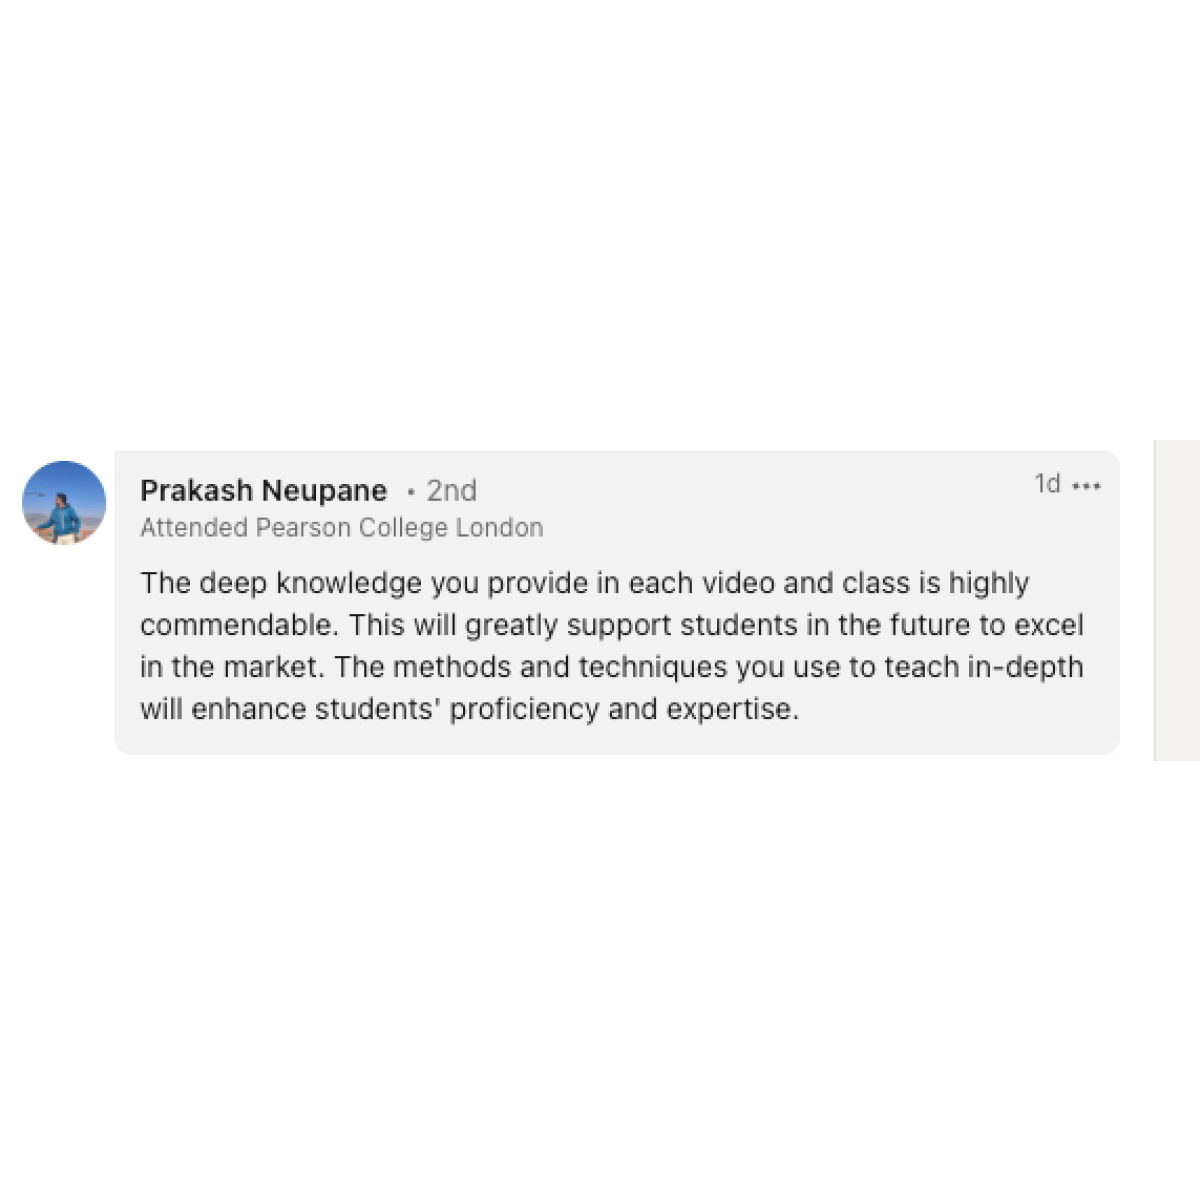 Prakash Neupane • 2nd
1d •••
Attended Pearson College London
The deep knowledge you provide in each video and class is highly
commendable. This will greatly support students in the future to excel
in the market. The methods and techniques you use to teach in-depth
will enhance students' proficiency and expertise.